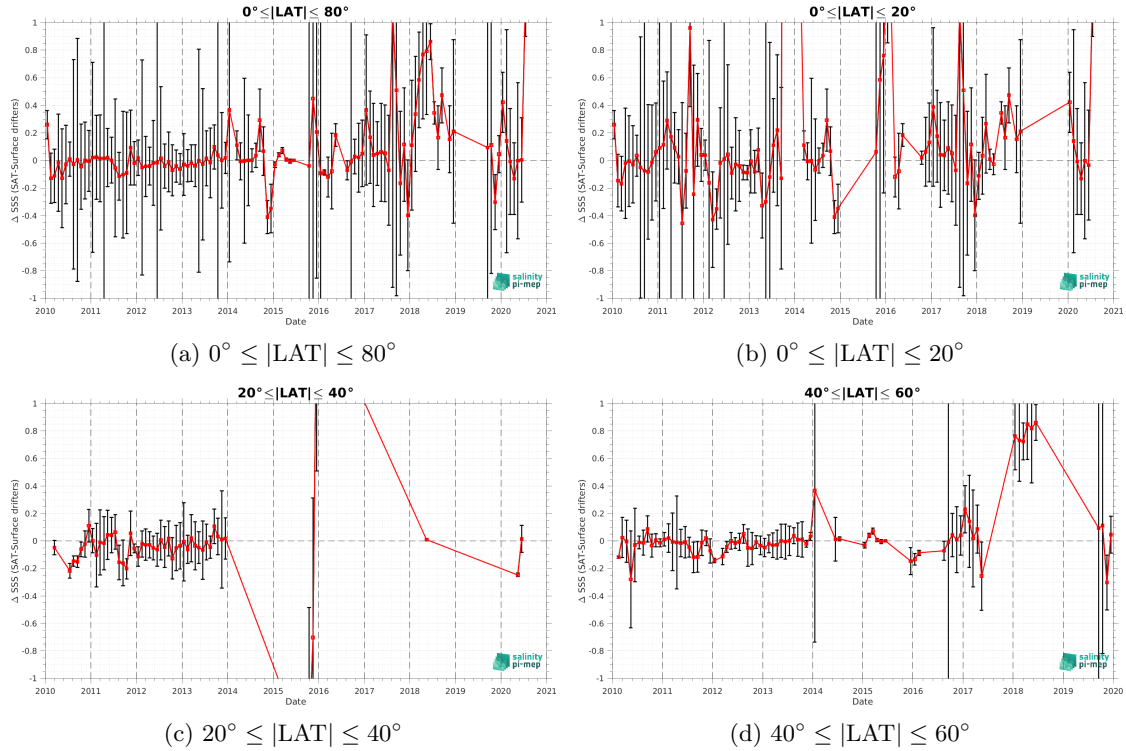 0°≤|LAT|≤ 80°
1
0.8
0.6
0.4
0.2
0
-0.2
-0.4
-0.6
-0.8
-1
Δ SSS (SAT-Surface drifters)
2010 2011 2012 2013 2014 2015 2016 2017 2018 2019 2020 2021
Date
salinity
pi-mep
(a) 0° ≤ |LAT| ≤ 80°
0°≤|LAT|≤ 20°
1
0.8
0.6
0.4
0.2
0
-0.2
-0.4
-0.6
-0.8
-1
Δ SSS (SAT-Surface drifters)
2010 2011 2012 2013 2014 2015 2016 2017 2018 2019 2020 2021
Date
salinity
pi-mep
(b) 0° ≤ |LAT| ≤ 20°
20°≤|LAT|≤ 40°
1
0.8
0.6
0.4
0.2
0
-0.2
-0.4
-0.6
-0.8
-1
Δ SSS (SAT-Surface drifters)
2010 2011 2012 2013 2014 2015 2016 2017 2018 2019 2020 2021
Date
salinity
pi-mep
(c) 20° ≤ |LAT| ≤ 40°
40°≤|LAT|≤ 60°
1
0.8
0.6
0.4
0.2
0
-0.2
-0.4
-0.6
-0.8
-1
Δ SSS (SAT-Surface drifters)
2010 2011 2012 2013 2014 2015 2016 2017 2018 2019 2020
Date
salinity
pi-mep
(d) 40° ≤ |LAT| ≤ 60°